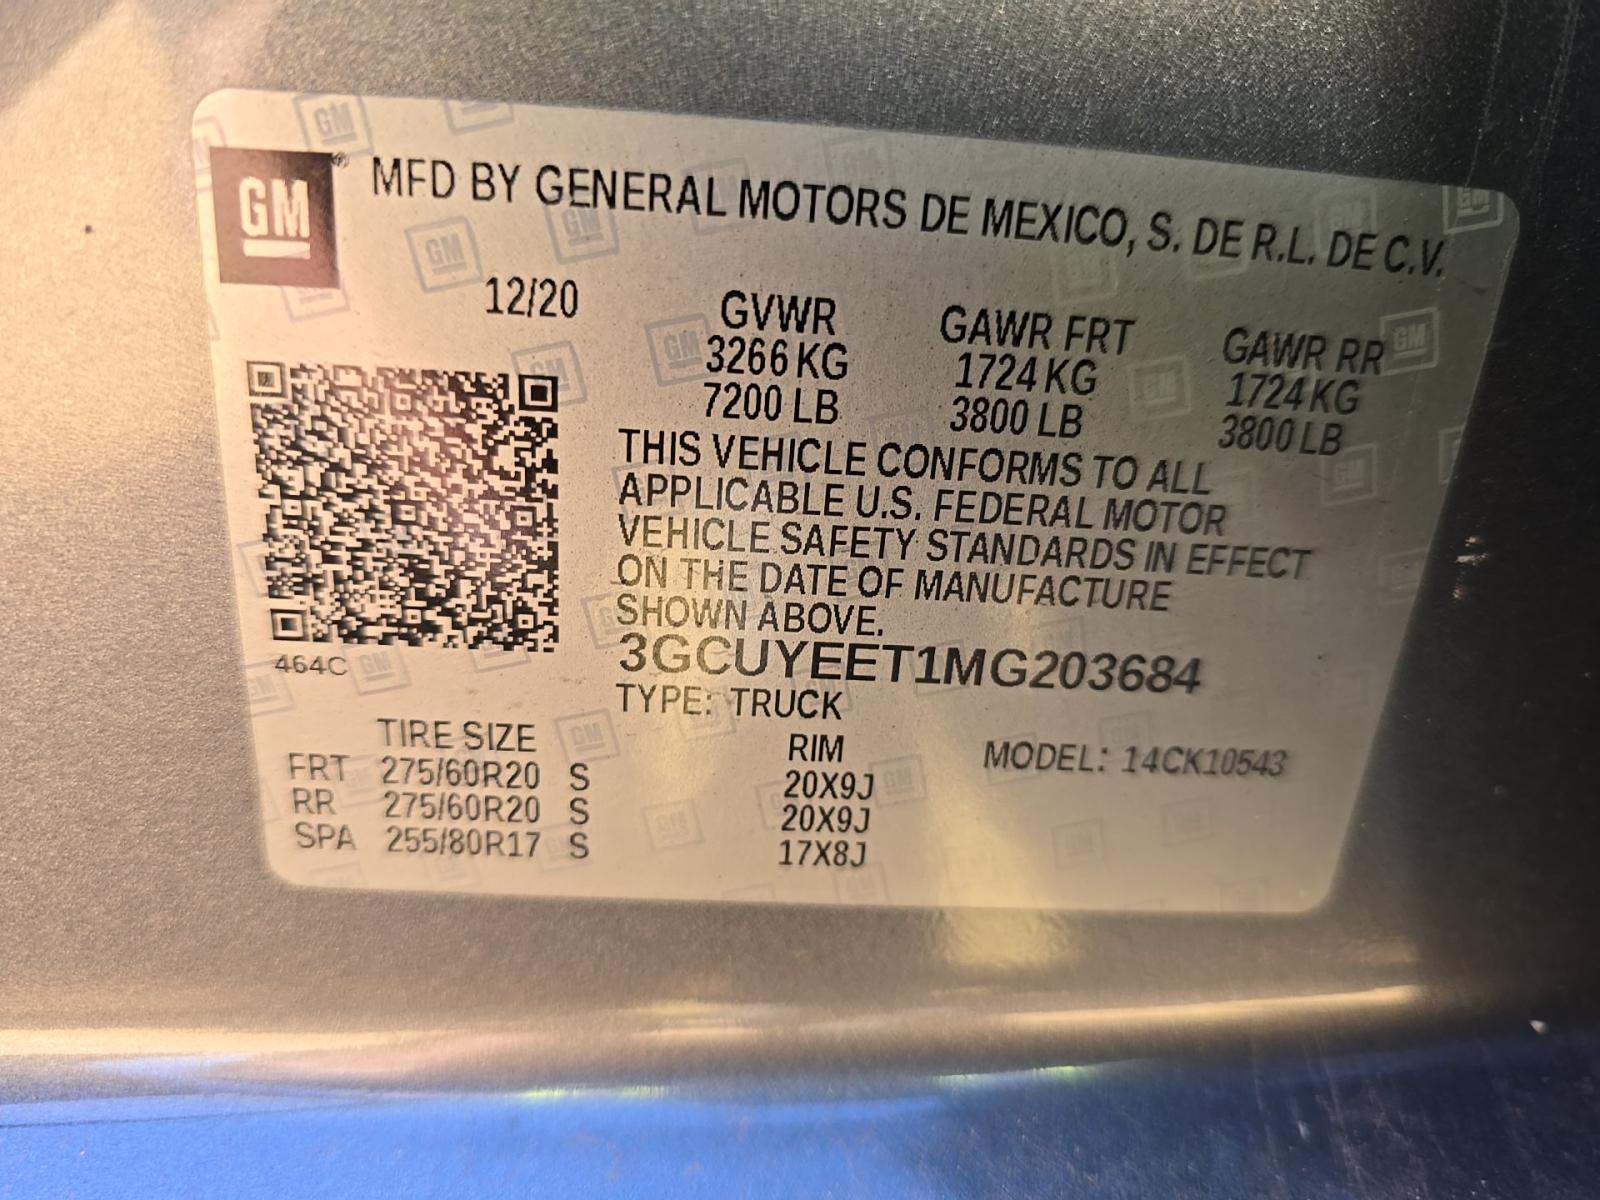 GM ® MFD BY GENERAL MOTORS DE MEXICO, S. DE R.L. DE C.V.
12/20 GVWR GAWR FRT GAWR RR
3266 KG 1724 KG 1724 KG
7200 LB 3800 LB 3800 LB
THIS VEHICLE CONFORMS TO ALL
APPLICABLE U.S. FEDERAL MOTOR
VEHICLE SAFETY STANDARDS IN EFFECT
ON THE DATE OF MANUFACTURE
SHOWN ABOVE.
464C 3GCUYEET1MG203684
TYPE: TRUCK
TIRE SIZE RIM MODEL: 14CK10543
FRT 275/60R20 S 20X9J
RR 275/60R20 S 20X9J
SPA 255/80R17 S 17X8J